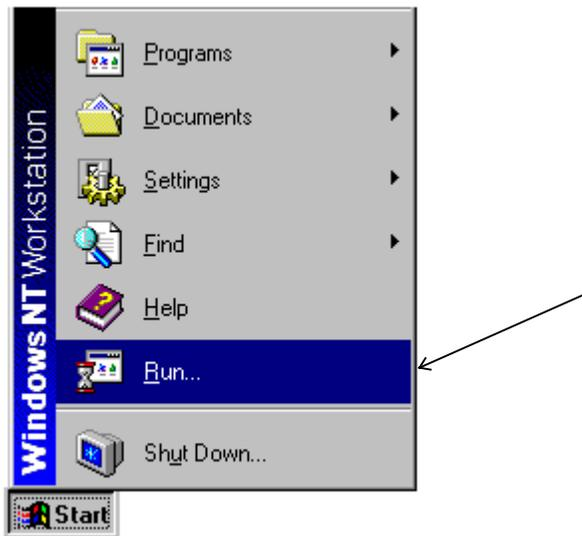 Programs
Documents
Settings
Find
Help
Run...
Shut Down...
Windows NT Workstation
Start